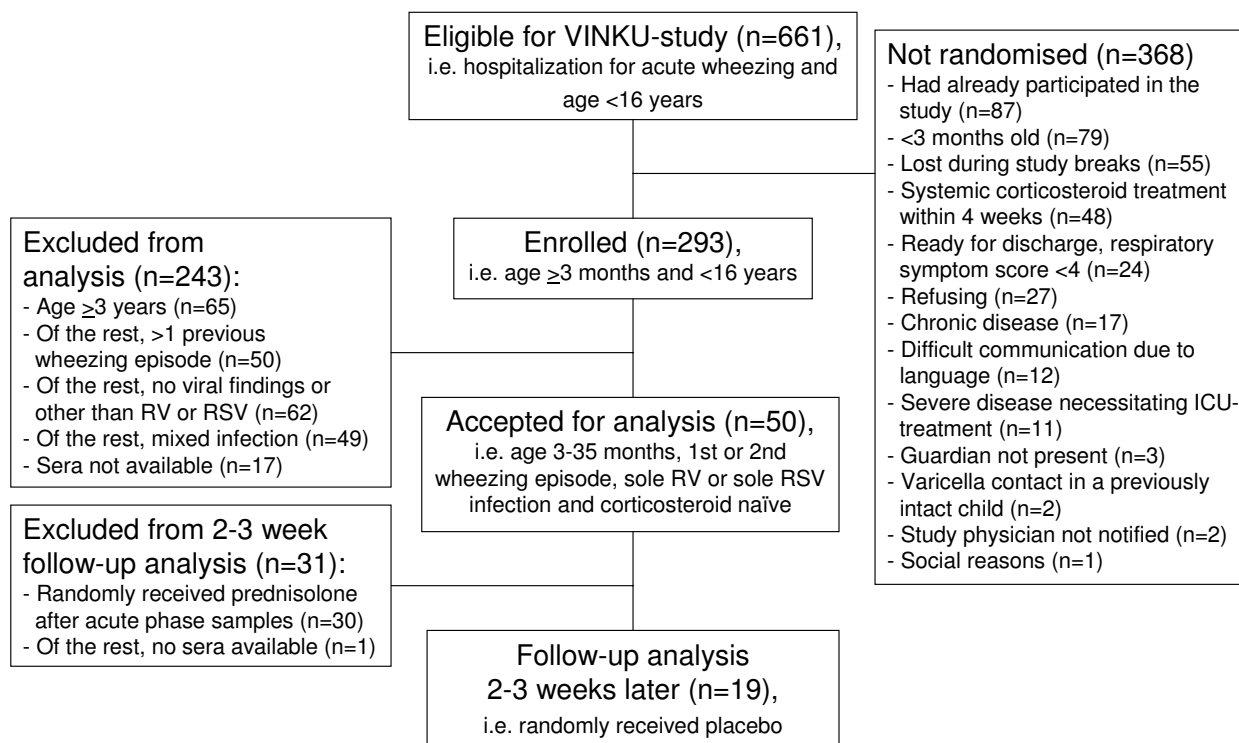 Eligible for VINKU-study (n=661),
i.e. hospitalization for acute wheezing and
age <16 years
Not randomised (n=368)
- Had already participated in the
study (n=87)
- <3 months old (n=79)
- Lost during study breaks (n=55)
- Systemic corticosteroid treatment
within 4 weeks (n=48)
- Ready for discharge, respiratory
symptom score <4 (n=24)
- Refusing (n=27)
- Chronic disease (n=17)
- Difficult communication due to
language (n=12)
- Severe disease necessitating ICU-
treatment (n=11)
- Guardian not present (n=3)
- Varicella contact in a previously
intact child (n=2)
- Study physician not notified (n=2)
- Social reasons (n=1)
Enrolled (n=293),
i.e. age ≥3 months and <16 years
Excluded from
analysis (n=243):
- Age ≥3 years (n=65)
- Of the rest, >1 previous
wheezing episode (n=50)
- Of the rest, no viral findings or
other than RV or RSV (n=62)
- Of the rest, mixed infection (n=49)
- Sera not available (n=17)
Accepted for analysis (n=50),
i.e. age 3-35 months, 1st or 2nd
wheezing episode, sole RV or sole RSV
infection and corticosteroid naïve
Excluded from 2-3 week
follow-up analysis (n=31):
- Randomly received prednisolone
after acute phase samples (n=30)
- Of the rest, no sera available (n=1)
Follow-up analysis
2-3 weeks later (n=19),
i.e. randomly received placebo